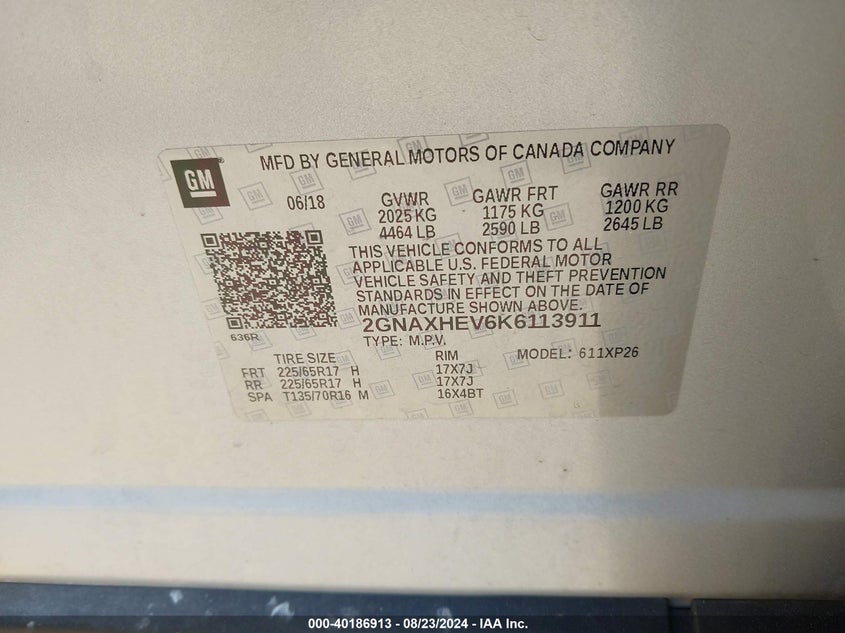 GM
MFD BY GENERAL MOTORS OF CANADA COMPANY
06/18
GVWR
2025 KG
4464 LB
GAWR FRT
1175 KG
2590 LB
GAWR RR
1200 KG
2645 LB
THIS VEHICLE CONFORMS TO ALL
APPLICABLE U.S. FEDERAL MOTOR
VEHICLE SAFETY AND THEFT PREVENTION
STANDARDS IN EFFECT ON THE DATE OF
MANUFACTURE SHOWN ABOVE.
2GNAXHEV6K6113911
636R
TYPE: M.P.V. MODEL: 611XP26
TIRE SIZE RIM
FRT 225/65R17 H 17X7J
RR 225/65R17 H 17X7J
SPA T135/70R16 M 16X4BT
000-40186913 - 08/23/2024 - IAA Inc.